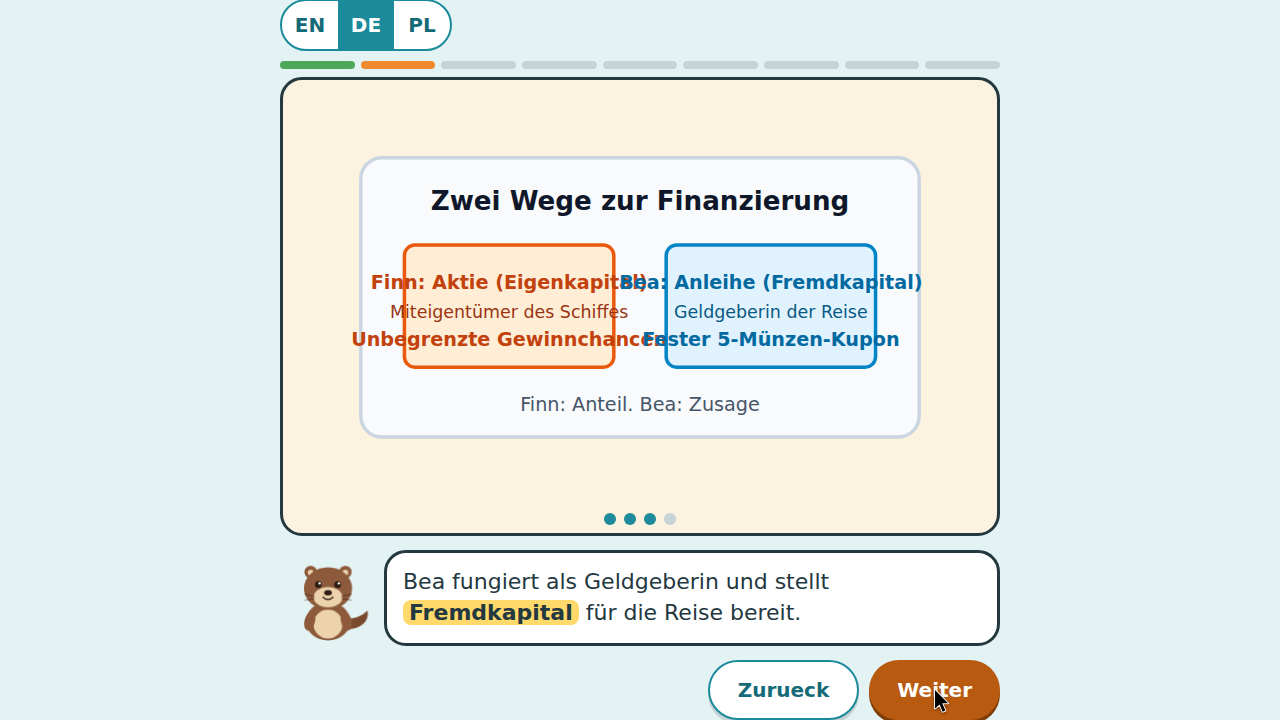 EN DE PL
Zwei Wege zur Finanzierung
Finn: Aktie (Eigenkapital)
Miteigentümer des Schiffes
Unbegrenzte Gewinnchancen
Bea: Anleihe (Fremdkapital)
Geldgeberin der Reise
Fester 5-Münzen-Kupon
Finn: Anteil. Bea: Zusage
Bea fungiert als Geldgeberin und stellt
Fremdkapital für die Reise bereit.
Zurueck Weiter